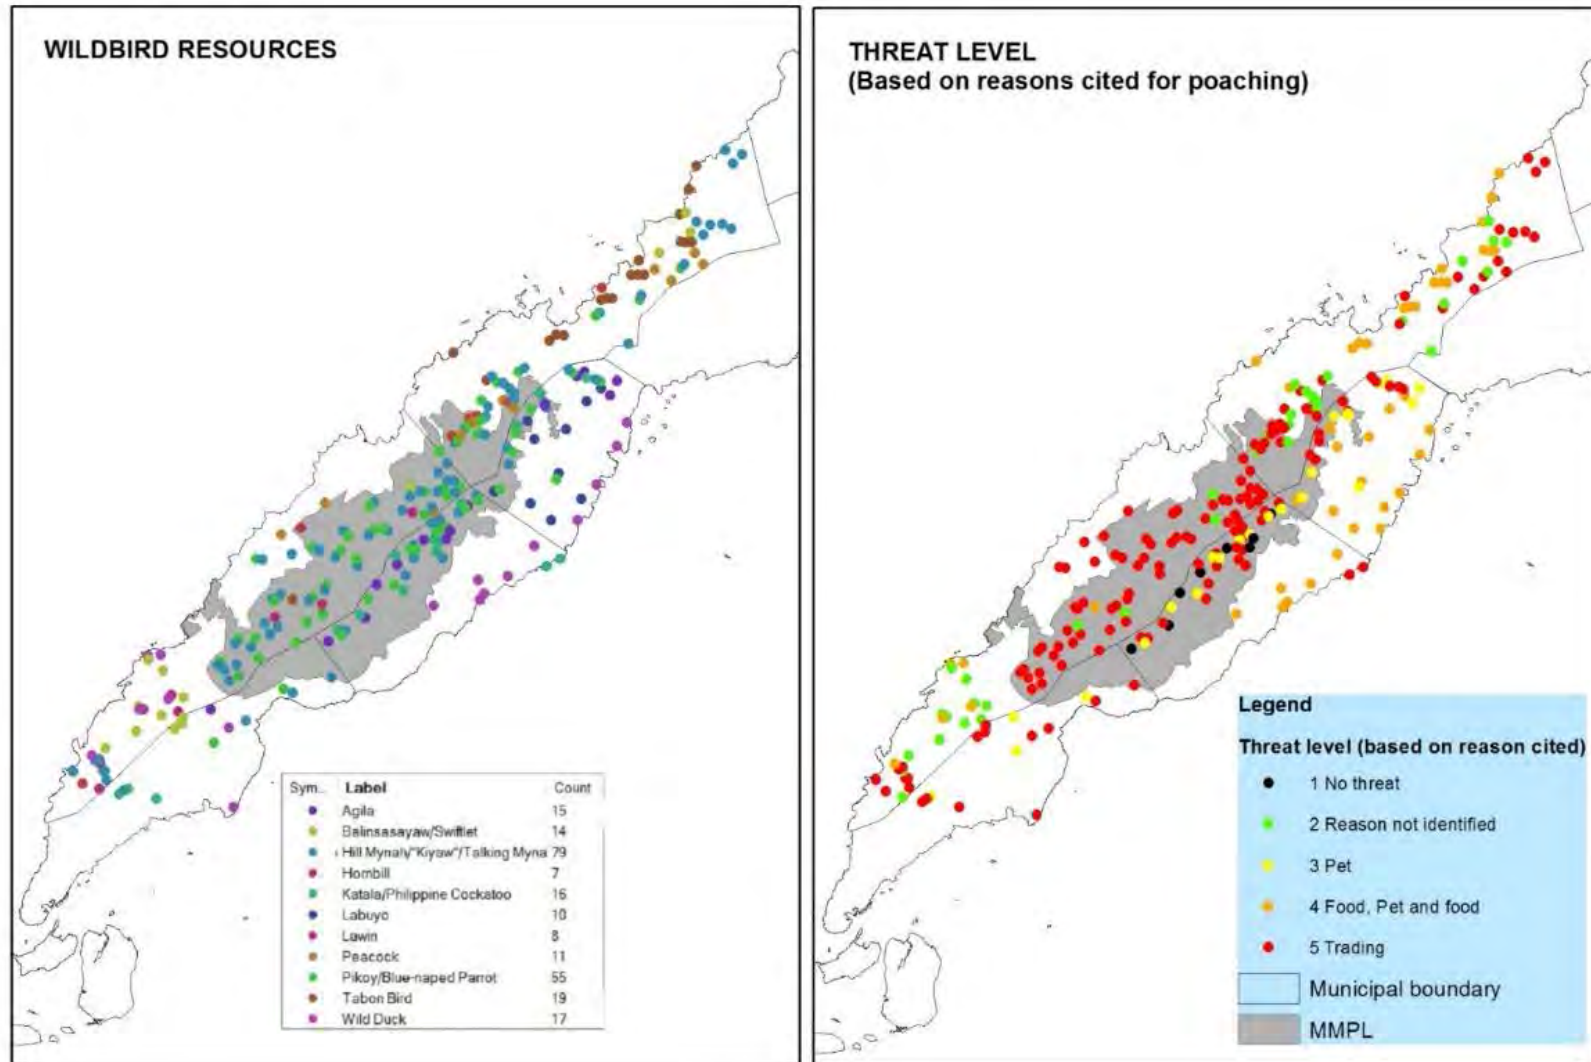 WILDBIRD RESOURCES
Sym.. Label Count
Agila 15
Balinsasayaw/Swiftlet 14
Hill Mynah/"Kiyaw"/Talking Myna 79
Hornbill 7
Katala/Philippine Cockatoo 16
Labuyo 10
Lawin 8
Peacock 11
Pikoy/Blue-naped Parrot 55
Tabon Bird 19
Wild Duck 17
THREAT LEVEL
(Based on reasons cited for poaching)
Legend
Threat level (based on reason cited)
1 No threat
2 Reason not identified
3 Pet
4 Food, Pet and food
5 Trading
Municipal boundary
MMPL